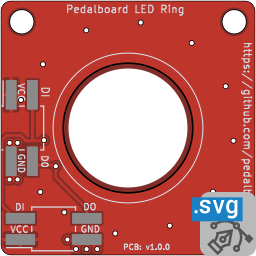 Pedalboard LED Ring
https://github.com/pedalb
VCC
DI
GND
DO
DI
DO
VCC
GND
PCB: v1.0.0
.svg